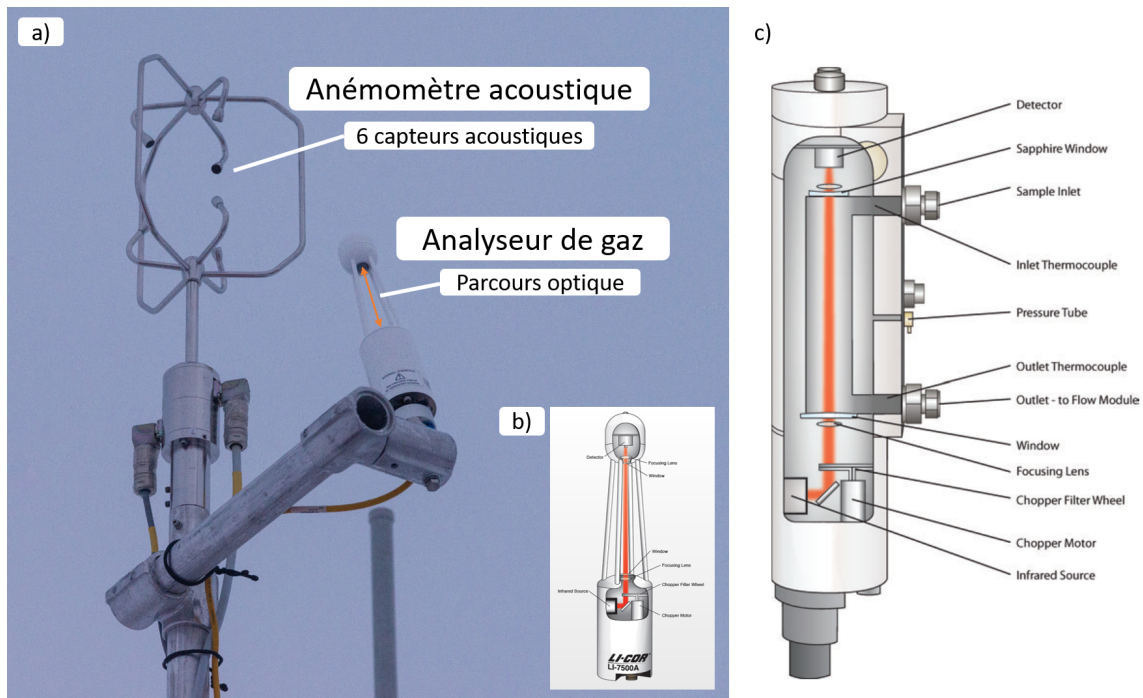 a)
Anémomètre acoustique
6 capteurs acoustiques
Analyseur de gaz
Parcours optique
b)
Detector
Focusing Lens
Window
Window
Focusing Lens
Chopper Filter Wheel
Infrared Source
Chopper Motor
LI-COR
LI-7500A
c)
Detector
Sapphire Window
Sample Inlet
Inlet Thermocouple
Pressure Tube
Outlet Thermocouple
Outlet - to Flow Module
Window
Focusing Lens
Chopper Filter Wheel
Chopper Motor
Infrared Source